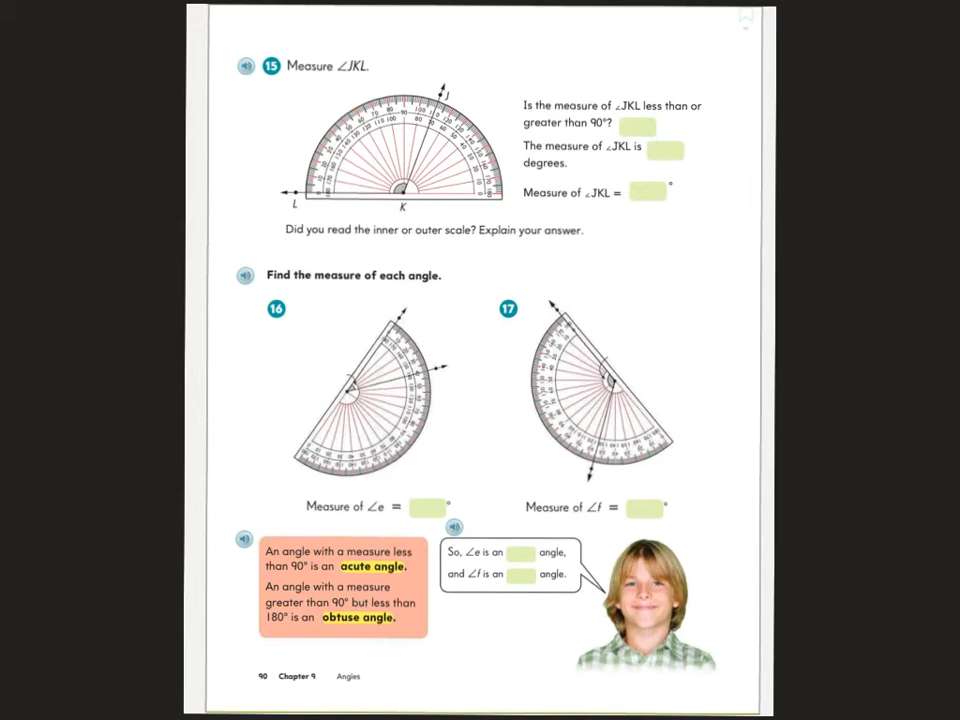 15 Measure ∠JKL.
J
L
K
Is the measure of ∠JKL less than or
greater than 90°?
The measure of ∠JKL is
degrees.
Measure of ∠JKL = °
Did you read the inner or outer scale? Explain your answer.
Find the measure of each angle.
16
17
Measure of ∠e = °
Measure of ∠f = °
An angle with a measure less
than 90° is an acute angle.
An angle with a measure
greater than 90° but less than
180° is an obtuse angle.
So, ∠e is an angle,
and ∠f is an angle.
90 Chapter 9 Angles